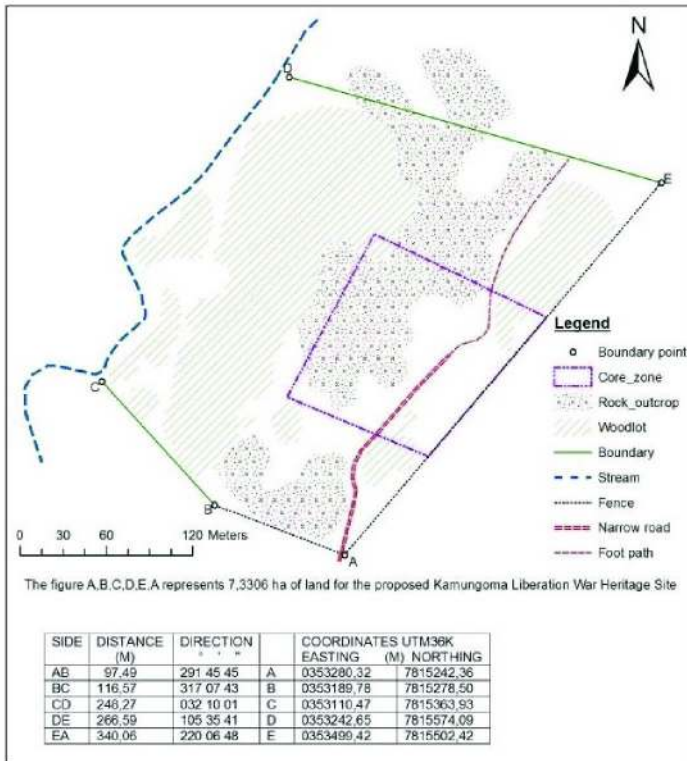 N
D
E
C
B
A
Legend
Boundary point
Core_zone
Rock_outcrop
Woodlot
Boundary
Stream
Fence
Narrow road
Foot path
0 30 60 120 Meters
The figure A,B,C,D,E,A represents 7,3306 ha of land for the proposed Kamungoma Liberation War Heritage Site
SIDE DISTANCE (M) DIRECTION ° ' " COORDINATES UTM36K EASTING (M) NORTHING
AB 97,49 291 45 45 A 0353280,32 7815242,36
BC 116,57 317 07 43 B 0353189,78 7815278,50
CD 248,27 032 10 01 C 0353110,47 7815363,93
DE 266,59 105 35 41 D 0353242,65 7815574,09
EA 340,06 220 06 48 E 0353499,42 7815502,42